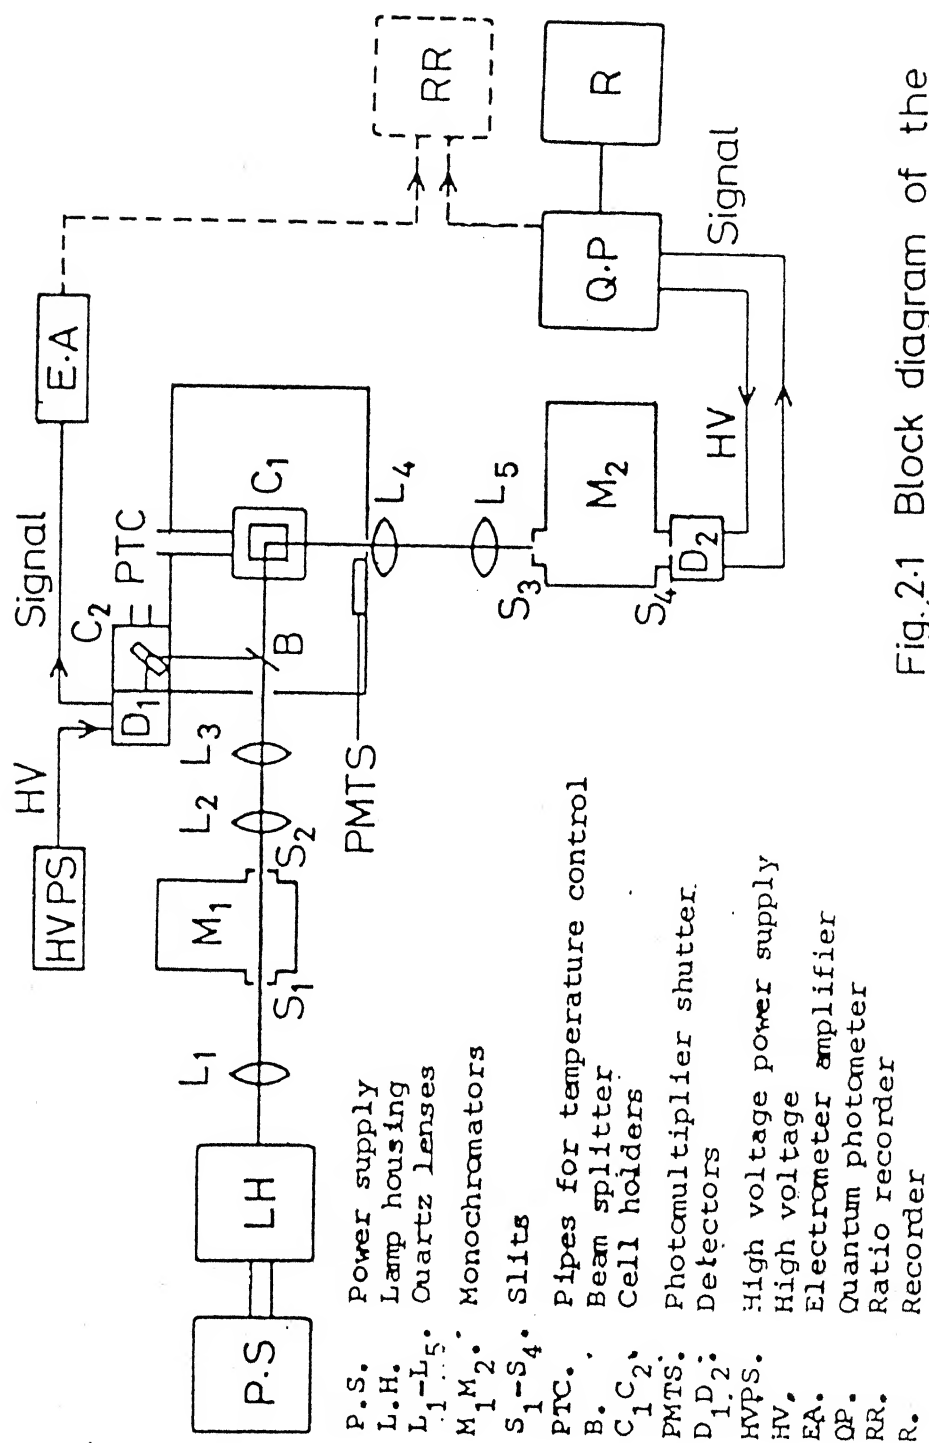 HVPS
HV
Signal
E·A
RR
R
D1
C2
PTC
C1
P·S
LH
L1
S1
M1
S2
L2
L3
B
PMTS
L4
L5
S3
M2
S4
D2
HV
Signal
Q·P
P.S. Power supply
L.H. Lamp housing
L1-L5. Quartz lenses
M1M2. Monochromators
S1-S4. Slits
PTC. Pipes for temperature control
B. Beam splitter
C1C2. Cell holders
PMTS. Photomultiplier shutter
D1D2. Detectors
HVPS. High voltage power supply
HV. High voltage
EA. Electrometer amplifier
QP. Quantum photometer
RR. Ratio recorder
R. Recorder
Fig. 2·1 Block diagram of the